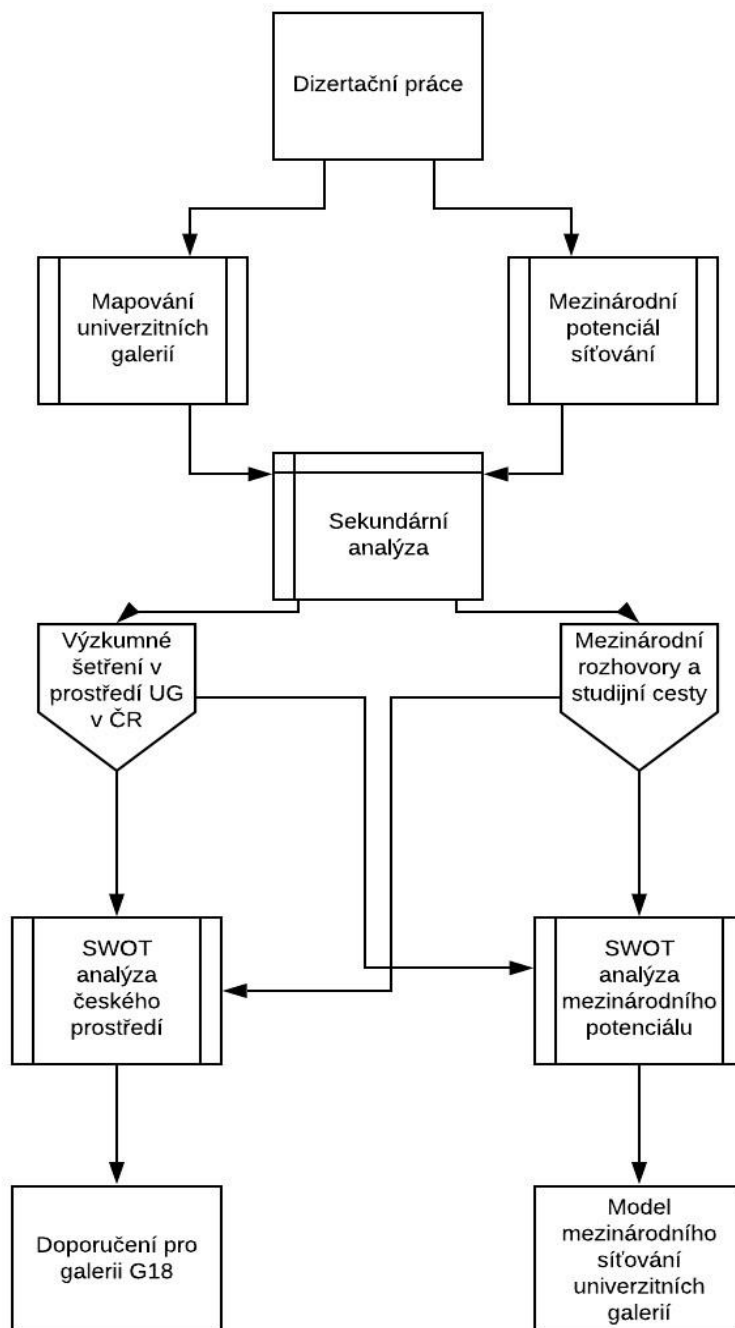 Dizertační práce
Mapování
univerzitních
galerií
Mezinárodní
potenciál
síťování
Sekundární
analýza
Výzkumné
šetření v
prostředí UG
v ČR
Mezinárodní
rozhovory a
studijní cesty
SWOT
analýza
českého
prostředí
SWOT
analýza
mezinárodního
potenciálu
Doporučení pro
galerii G18
Model
mezinárodního
síťování
univerzitních
galerií